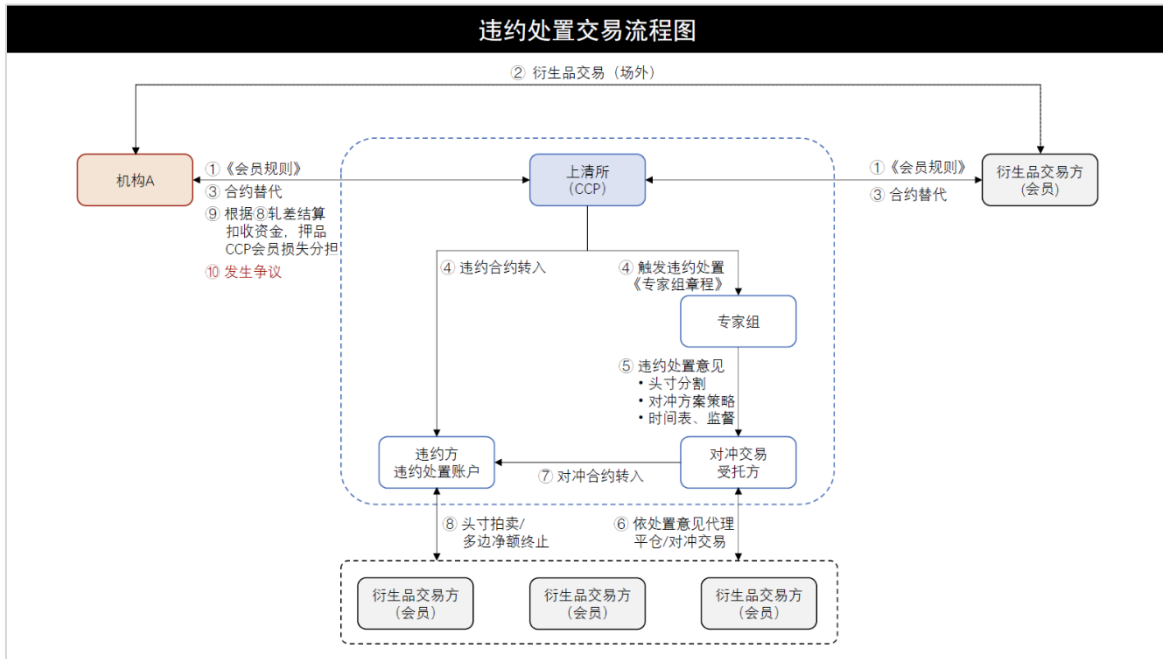 违约处置交易流程图
② 衍生品交易（场外）
机构A
①《会员规则》
③ 合约替代
⑨ 根据⑧轧差结算
扣收资金，押品
CCP会员损失分担
⑩ 发生争议
上清所
（CCP）
①《会员规则》
③ 合约替代
衍生品交易方
(会员)
④ 违约合约转入
④ 触发违约处置
《专家组章程》
专家组
⑤ 违约处置意见
• 头寸分割
• 对冲方案策略
• 时间表、监督
违约方
违约处置账户
⑦ 对冲合约转入
对冲交易
受托方
⑧ 头寸拍卖/
多边净额终止
⑥ 依处置意见代理
平仓/对冲交易
衍生品交易方
（会员）
衍生品交易方
（会员）
衍生品交易方
（会员）